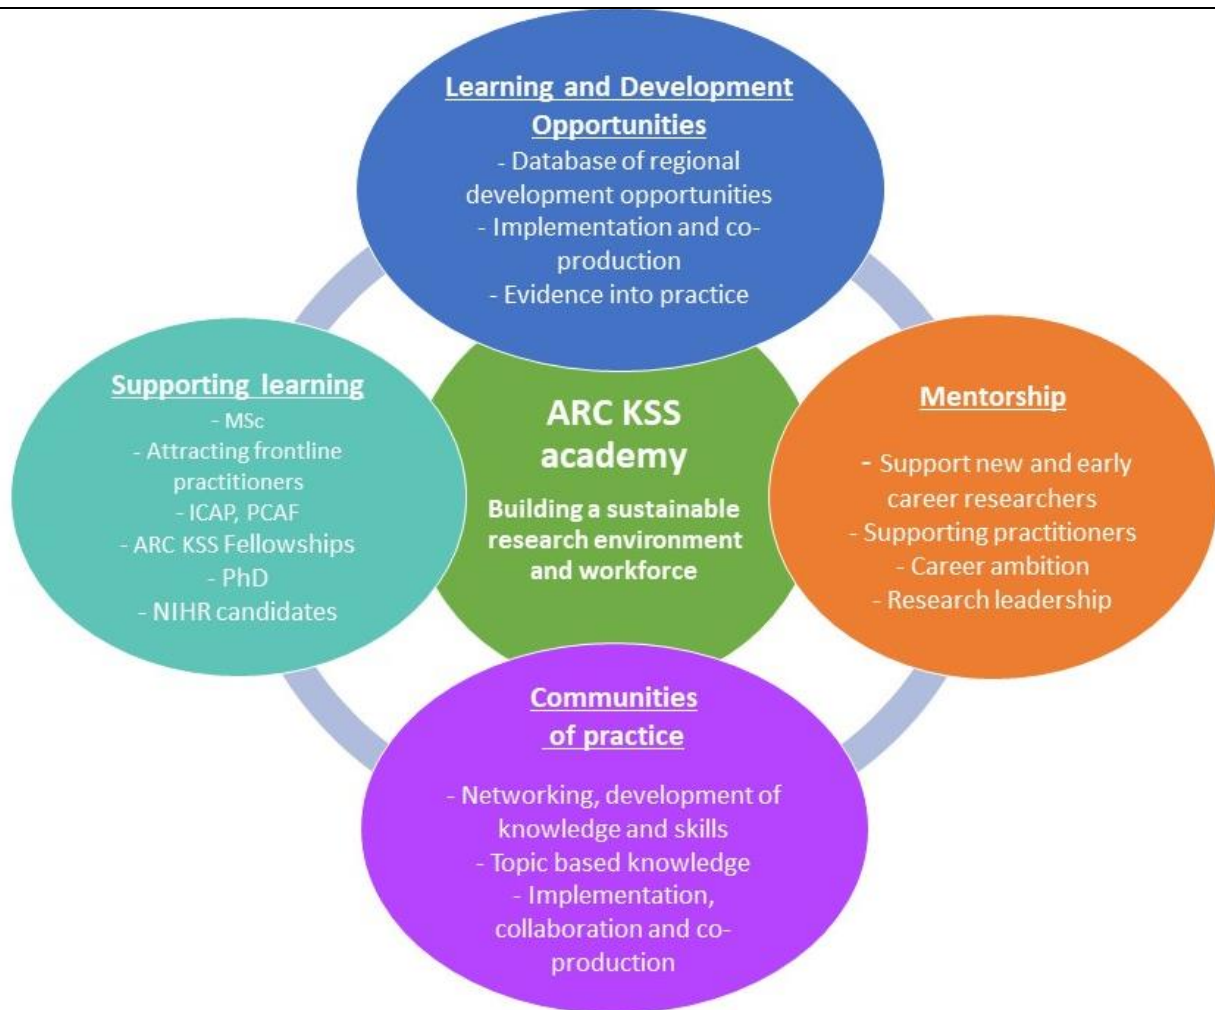 Learning and Development
Opportunities
- Database of regional
development opportunities
- Implementation and co-
production
- Evidence into practice
Supporting learning
- MSc
- Attracting frontline
practitioners
- ICAP, PCAF
- ARC KSS Fellowships
- PhD
- NIHR candidates
ARC KSS
academy
Building a sustainable
research environment
and workforce
Mentorship
- Support new and early
career researchers
- Supporting practitioners
- Career ambition
- Research leadership
Communities
of practice
- Networking, development of
knowledge and skills
- Topic based knowledge
- Implementation,
collaboration and co-
production